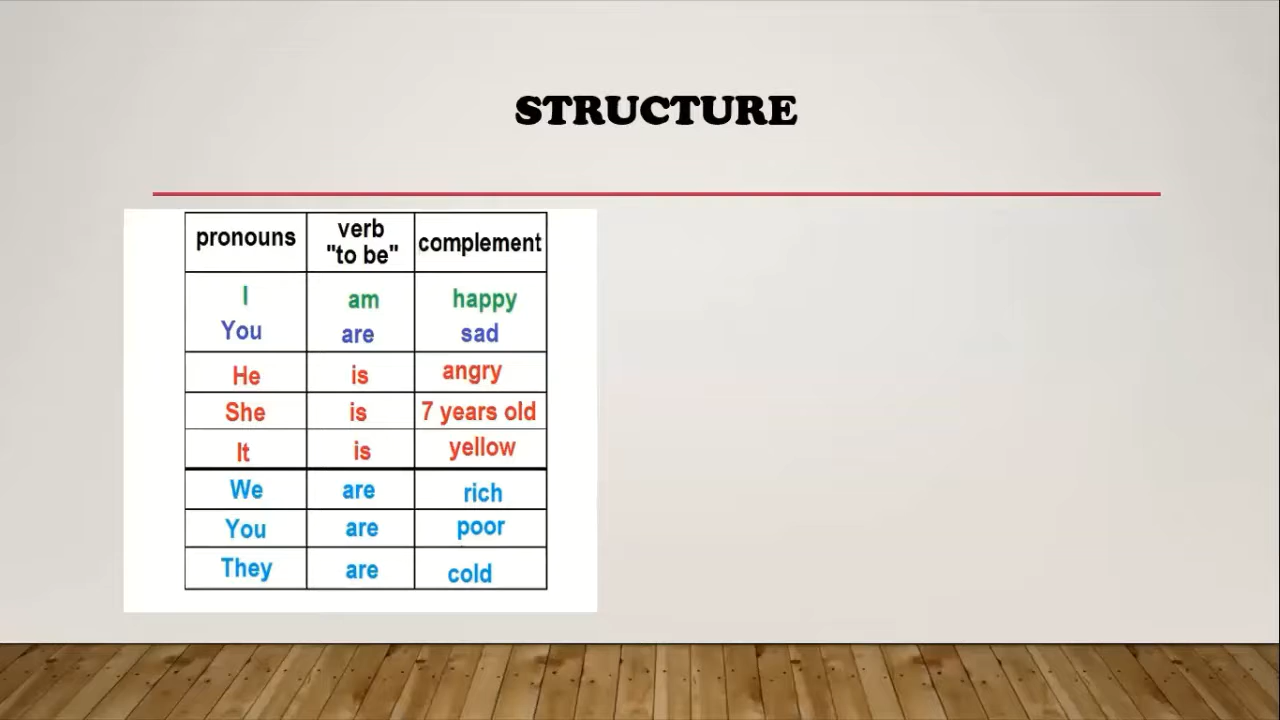 STRUCTURE
pronouns verb "to be" complement
I am happy
You are sad
He is angry
She is 7 years old
It is yellow
We are rich
You are poor
They are cold